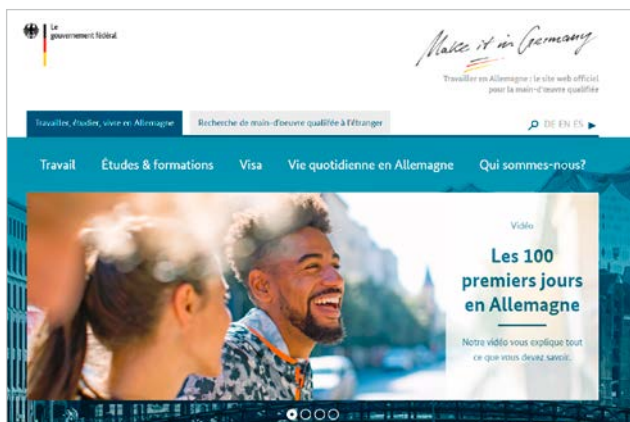 Le
gouvernement fédéral
Make it in Germany
Travailler en Allemagne : le site web officiel
pour la main-d'œuvre qualifiée
Travailler, étudier, vivre en Allemagne
Recherche de main-d'oeuvre qualifiée à l'étranger
DE EN ES
Travail
Études & formations
Visa
Vie quotidienne en Allemagne
Qui sommes-nous?
Vidéo
Les 100
premiers jours
en Allemagne
Notre vidéo vous explique tout
ce que vous devez savoir.